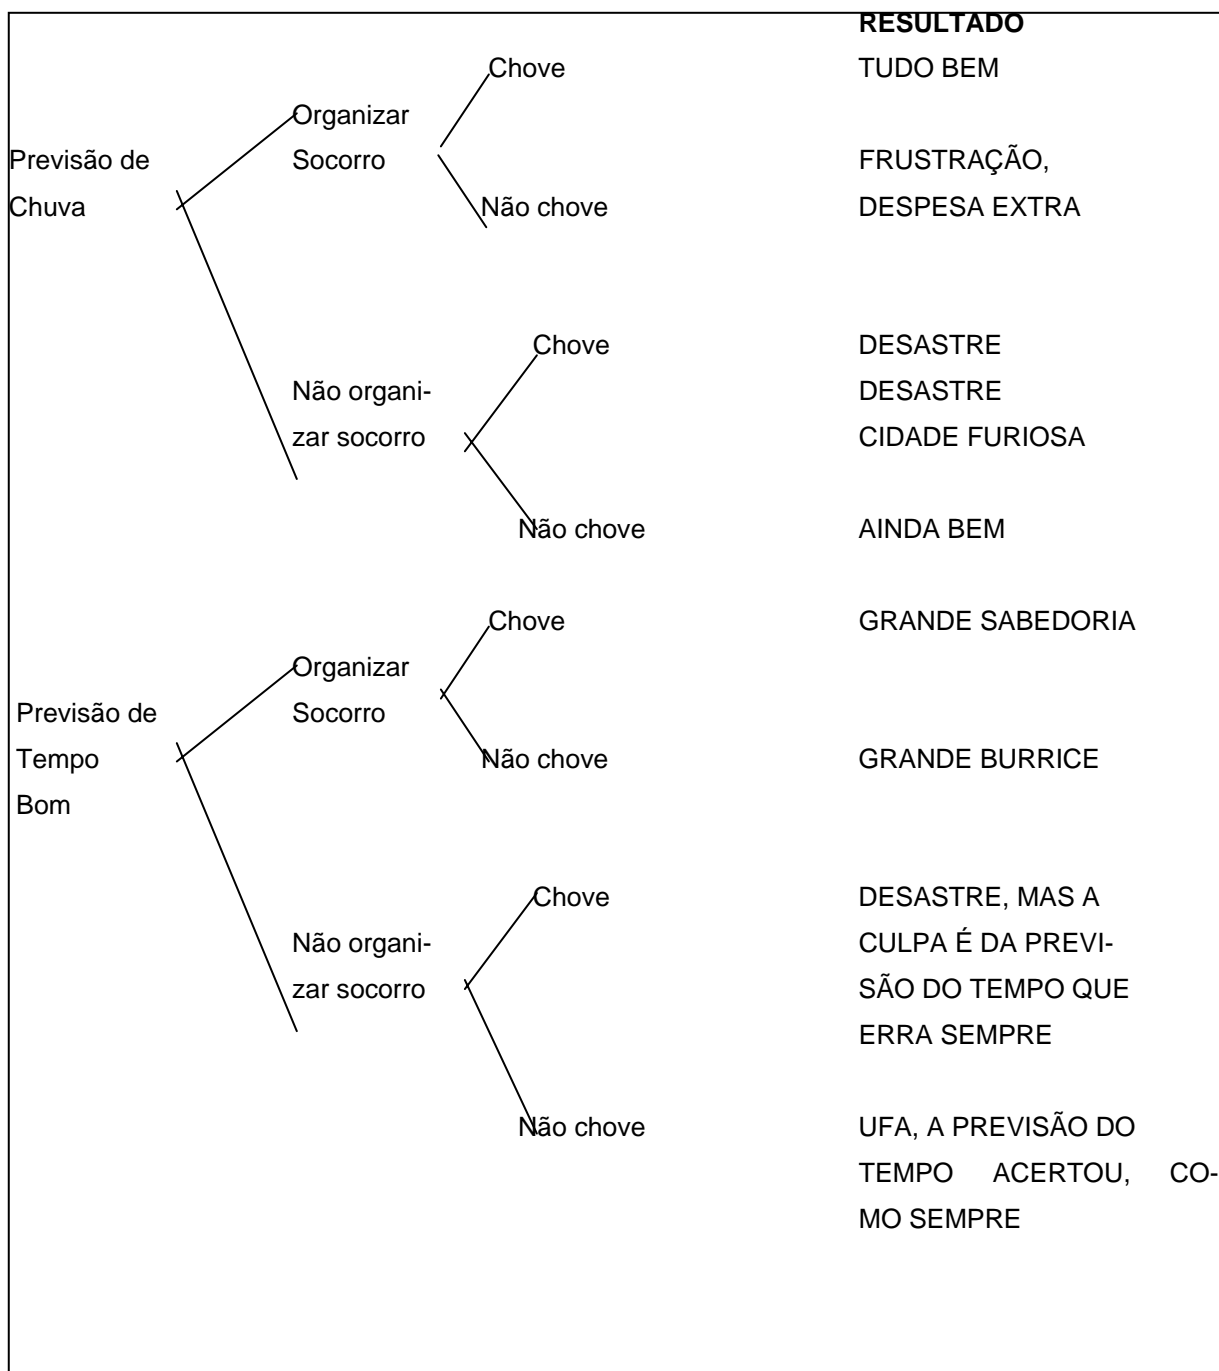 RESULTADO
Chove TUDO BEM
Organizar
Previsão de Socorro FRUSTRAÇÃO,
Chuva Não chove DESPESA EXTRA
Chove DESASTRE
Não organi- DESASTRE
zar socorro CIDADE FURIOSA
Não chove AINDA BEM
Chove GRANDE SABEDORIA
Organizar
Previsão de Socorro
Tempo Não chove GRANDE BURRICE
Bom
Chove DESASTRE, MAS A
Não organi- CULPA É DA PREVI-
zar socorro SÃO DO TEMPO QUE
ERRA SEMPRE
Não chove UFA, A PREVISÃO DO
TEMPO ACERTOU, CO-
MO SEMPRE